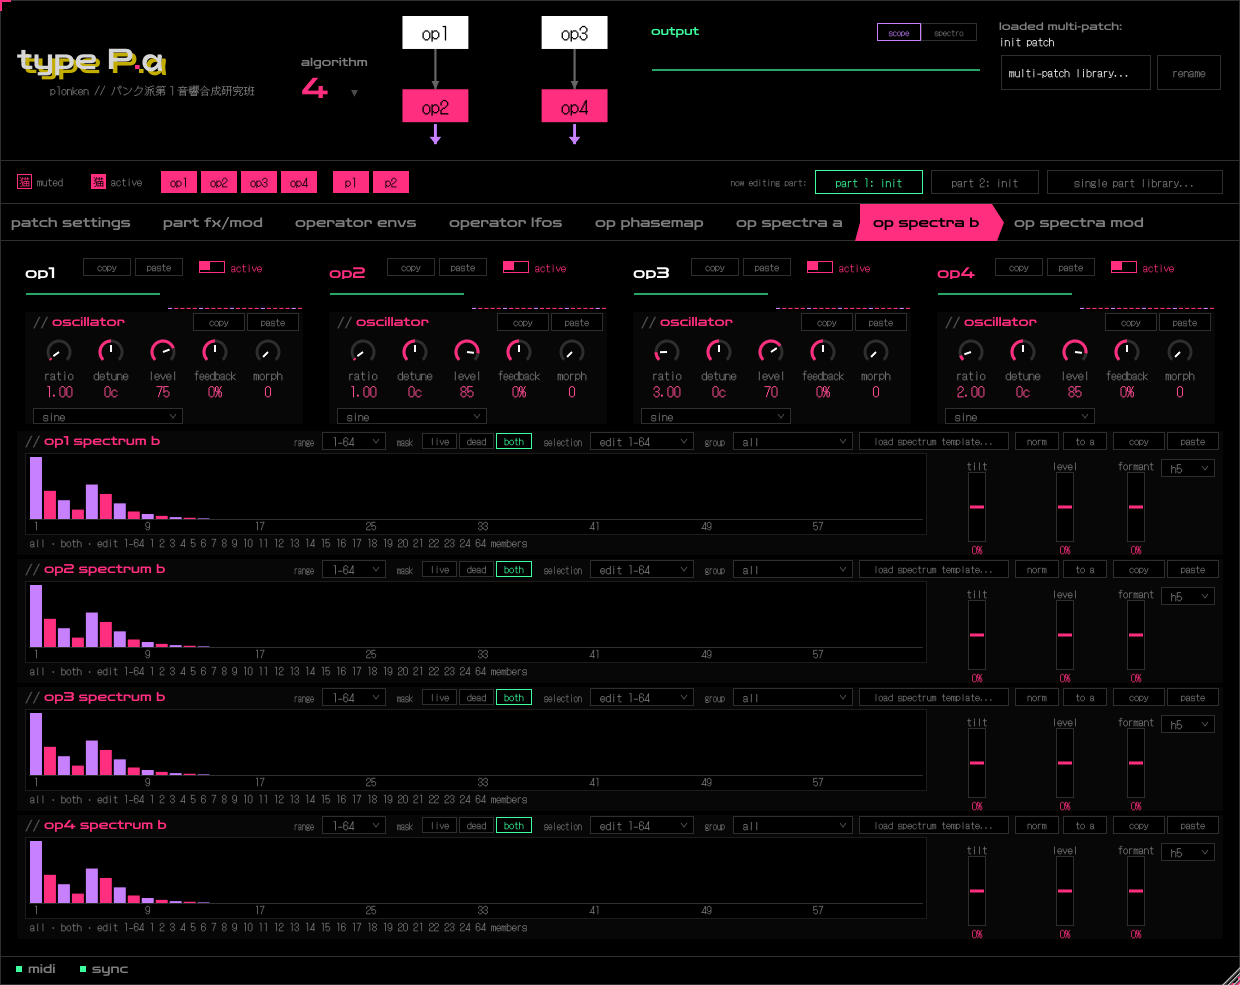 type P.a
plonken // パンク派第1音響合成研究班
algorithm
4
op1
op2
op3
op4
output
scope
spectro
loaded multi-patch:
init patch
multi-patch library...
rename
猫 muted
猫 active
op1 op2 op3 op4 p1 p2
now editing part:
part 1: init
part 2: init
single part library...
patch settings
part fx/mod
operator envs
operator lfos
op phasemap
op spectra a
op spectra b
op spectra mod
op1 copy paste active
// oscillator copy paste
ratio detune level feedback morph
1.00 0c 75 0% 0
sine
op2 copy paste active
// oscillator copy paste
ratio detune level feedback morph
1.00 0c 85 0% 0
sine
op3 copy paste active
// oscillator copy paste
ratio detune level feedback morph
3.00 0c 70 0% 0
sine
op4 copy paste active
// oscillator copy paste
ratio detune level feedback morph
2.00 0c 85 0% 0
sine
// op1 spectrum b range 1-64 mask live dead both selection edit 1-64 group all load spectrum template... norm to a copy paste
tilt level formant h5
1 9 17 25 33 41 49 57
all · both · edit 1-64 1 2 3 4 5 6 7 8 9 10 11 12 13 14 15 16 17 18 19 20 21 22 23 24 64 members
0% 0% 0%
// op2 spectrum b range 1-64 mask live dead both selection edit 1-64 group all load spectrum template... norm to a copy paste
tilt level formant h5
1 9 17 25 33 41 49 57
all · both · edit 1-64 1 2 3 4 5 6 7 8 9 10 11 12 13 14 15 16 17 18 19 20 21 22 23 24 64 members
0% 0% 0%
// op3 spectrum b range 1-64 mask live dead both selection edit 1-64 group all load spectrum template... norm to a copy paste
tilt level formant h5
1 9 17 25 33 41 49 57
all · both · edit 1-64 1 2 3 4 5 6 7 8 9 10 11 12 13 14 15 16 17 18 19 20 21 22 23 24 64 members
0% 0% 0%
// op4 spectrum b range 1-64 mask live dead both selection edit 1-64 group all load spectrum template... norm to a copy paste
tilt level formant h5
1 9 17 25 33 41 49 57
all · both · edit 1-64 1 2 3 4 5 6 7 8 9 10 11 12 13 14 15 16 17 18 19 20 21 22 23 24 64 members
0% 0% 0%
midi
sync